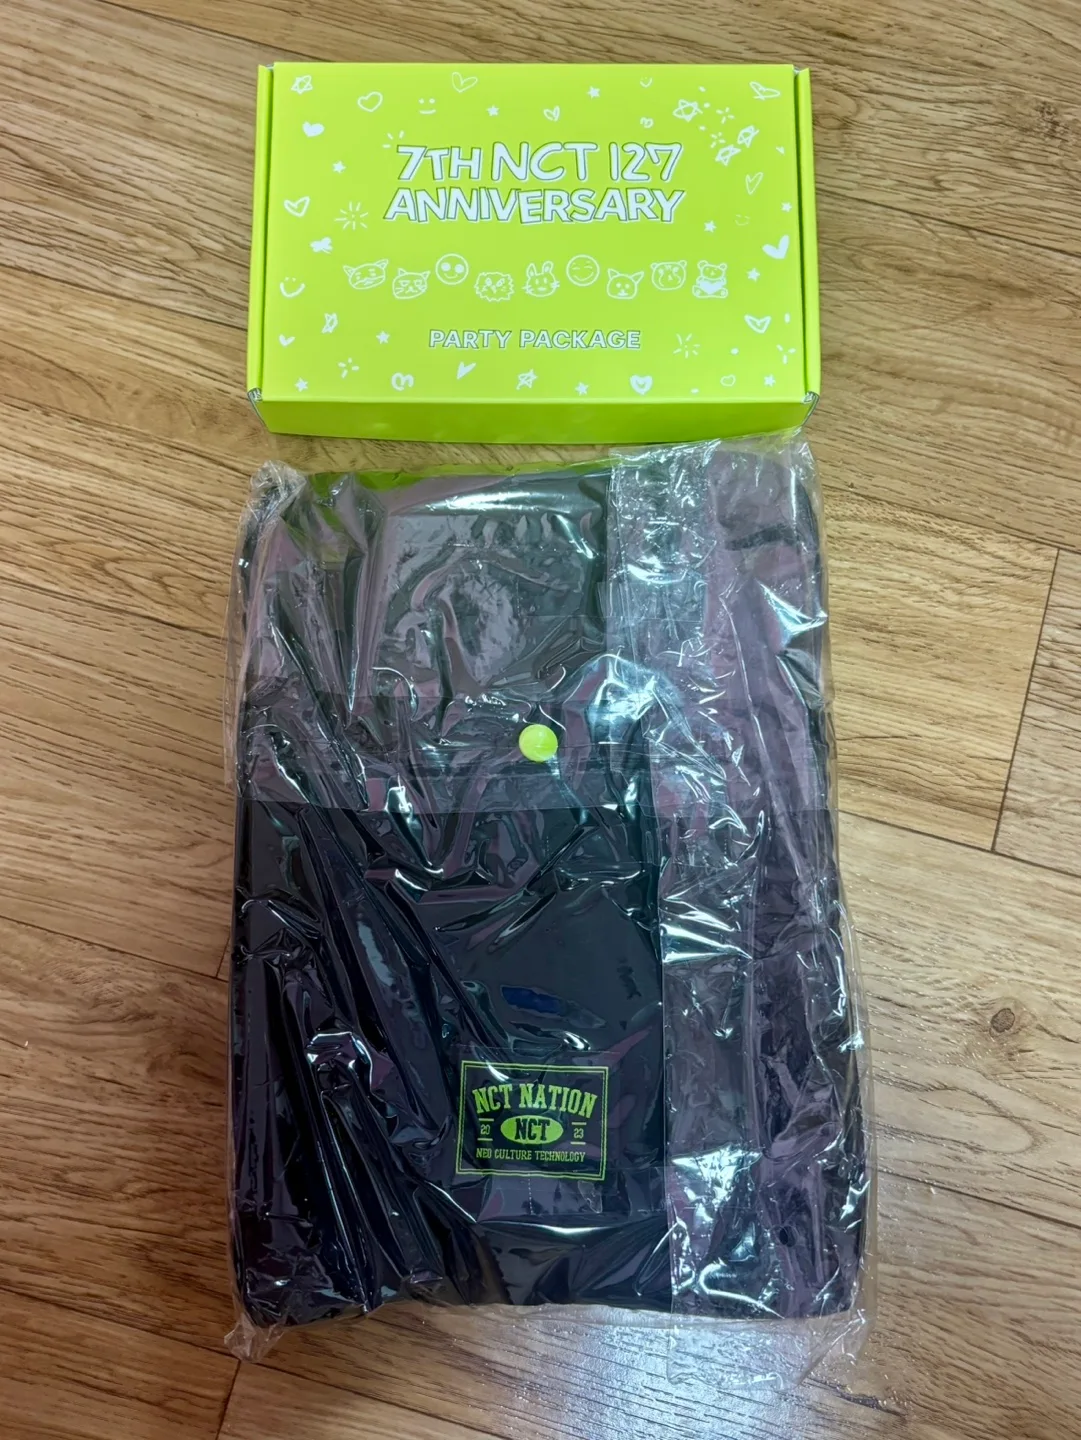 7TH NCT 127
ANNIVERSARY
PARTY PACKAGE
NCT NATION
20 NCT 23
NEO CULTURE TECHNOLOGY